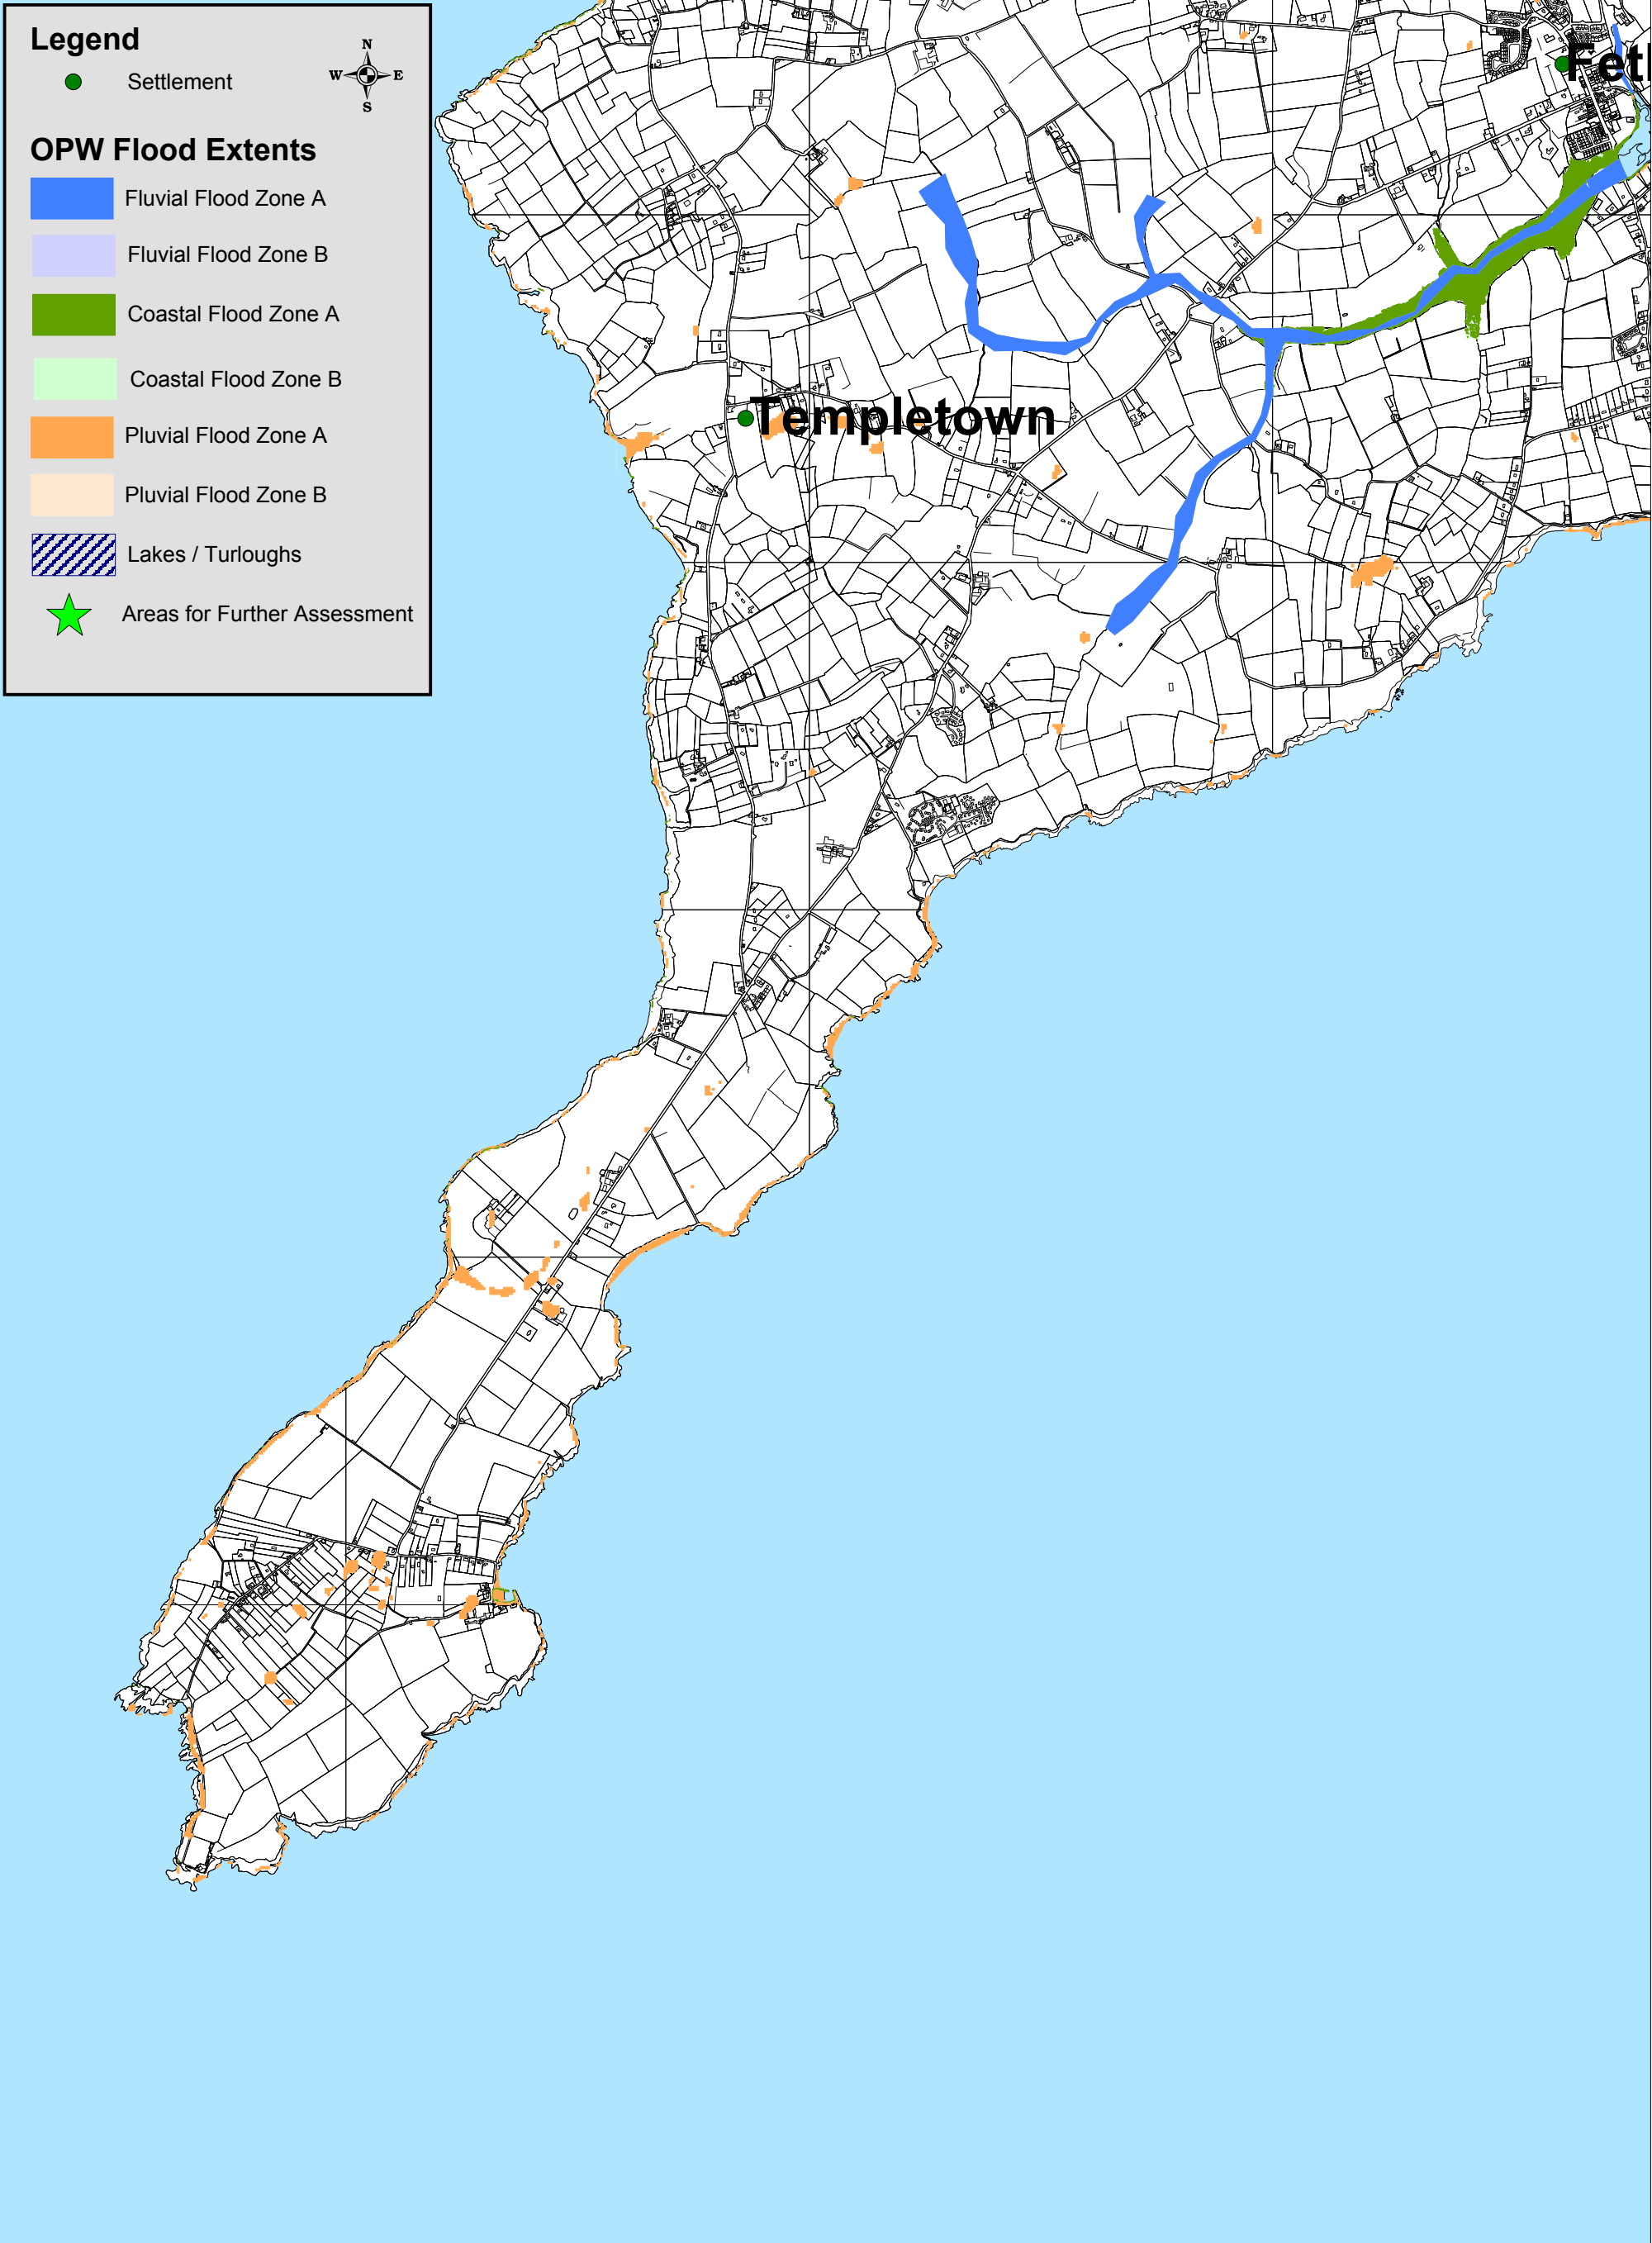 Legend
N
W E
S
Settlement
OPW Flood Extents
Fluvial Flood Zone A
Fluvial Flood Zone B
Coastal Flood Zone A
Coastal Flood Zone B
Pluvial Flood Zone A
Pluvial Flood Zone B
Lakes / Turloughs
Areas for Further Assessment
Templetown